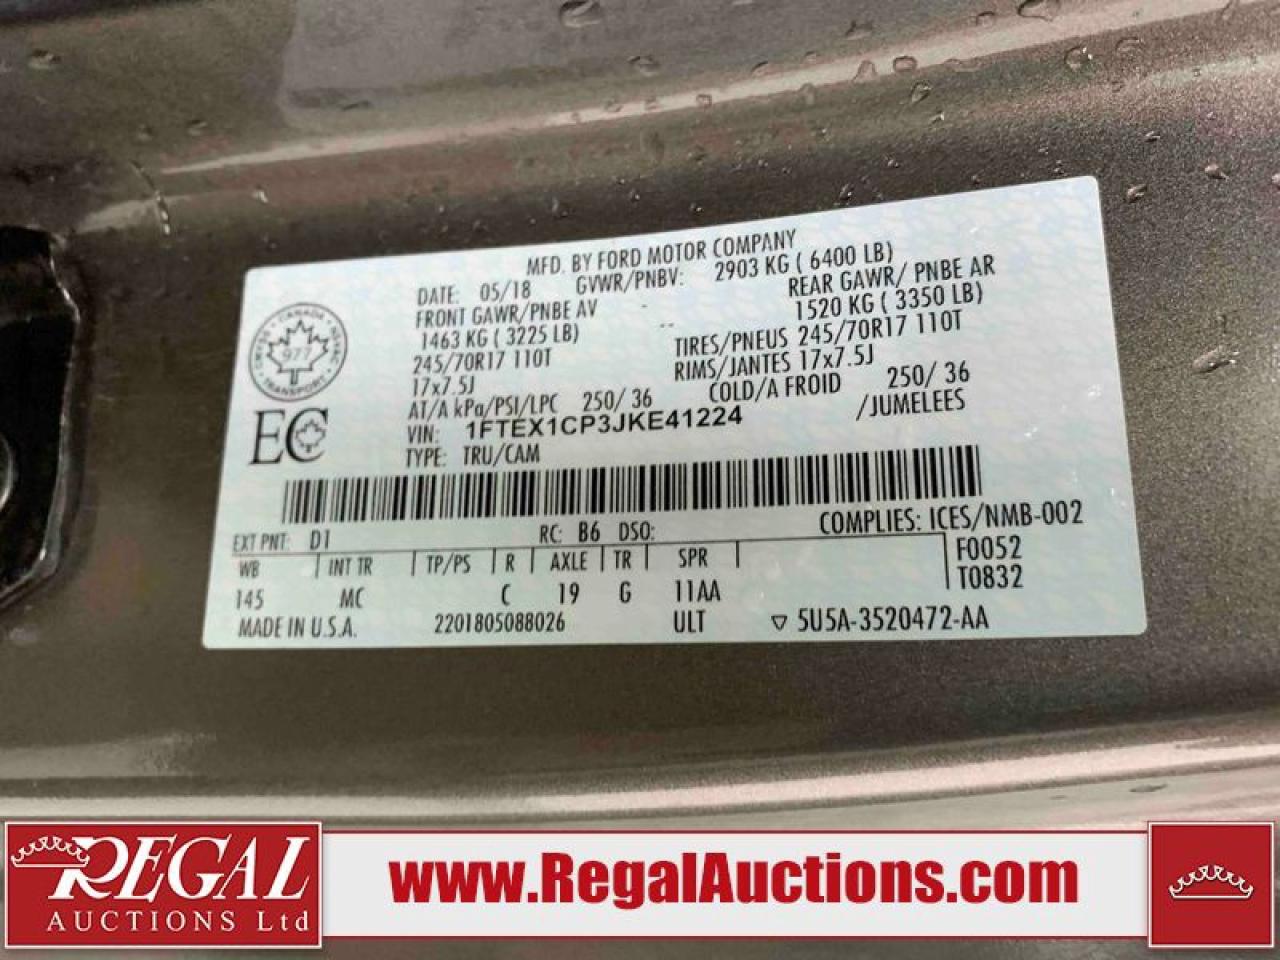 MFD. BY FORD MOTOR COMPANY
DATE: 05/18 GVWR/PNBV: 2903 KG ( 6400 LB)
FRONT GAWR/PNBE AV REAR GAWR/ PNBE AR
1463 KG ( 3225 LB) 1520 KG ( 3350 LB)
245/70R17 110T TIRES/PNEUS 245/70R17 110T
17x7.5J RIMS/JANTES 17x7.5J
AT/A kPa/PSI/LPC 250/ 36 COLD/A FROID 250/ 36
VIN: 1FTEX1CP3JKE41224 /JUMELEES
TYPE: TRU/CAM
CANADA
977
TRANSPORT
EC
EXT PNT: D1 RC: B6 DSO: COMPLIES: ICES/NMB-002
WB INT TR TP/PS R AXLE TR SPR F0052
145 MC C 19 G 11AA T0832
MADE IN U.S.A. 2201805088026 ULT ▽ 5U5A-3520472-AA
REGAL
AUCTIONS Ltd
www.RegalAuctions.com